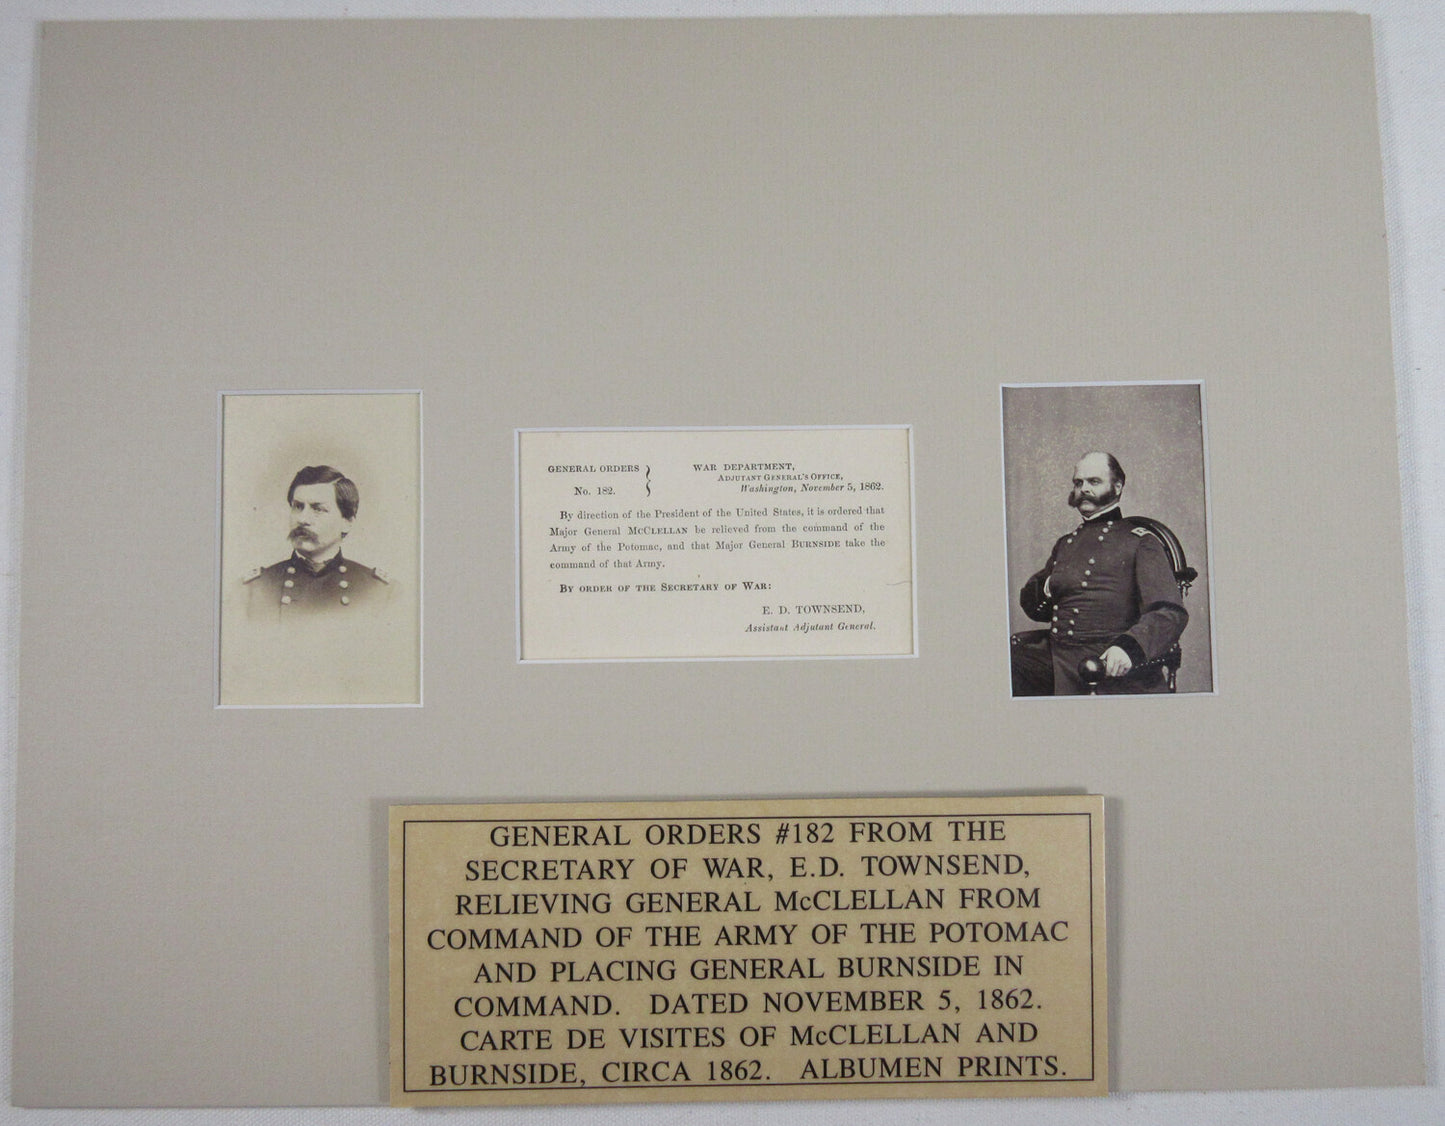 GENERAL ORDERS
No. 182.
WAR DEPARTMENT,
ADJUTANT GENERAL'S OFFICE,
Washington, November 5, 1862.
By direction of the President of the United States, it is ordered that
Major General McCLELLAN be relieved from the command of the
Army of the Potomac, and that Major General BURNSIDE take the
command of that Army.
BY ORDER OF THE SECRETARY OF WAR:
E. D. TOWNSEND,
Assistant Adjutant General.
GENERAL ORDERS #182 FROM THE
SECRETARY OF WAR, E.D. TOWNSEND,
RELIEVING GENERAL McCLELLAN FROM
COMMAND OF THE ARMY OF THE POTOMAC
AND PLACING GENERAL BURNSIDE IN
COMMAND. DATED NOVEMBER 5, 1862.
CARTE DE VISITES OF McCLELLAN AND
BURNSIDE, CIRCA 1862. ALBUMEN PRINTS.